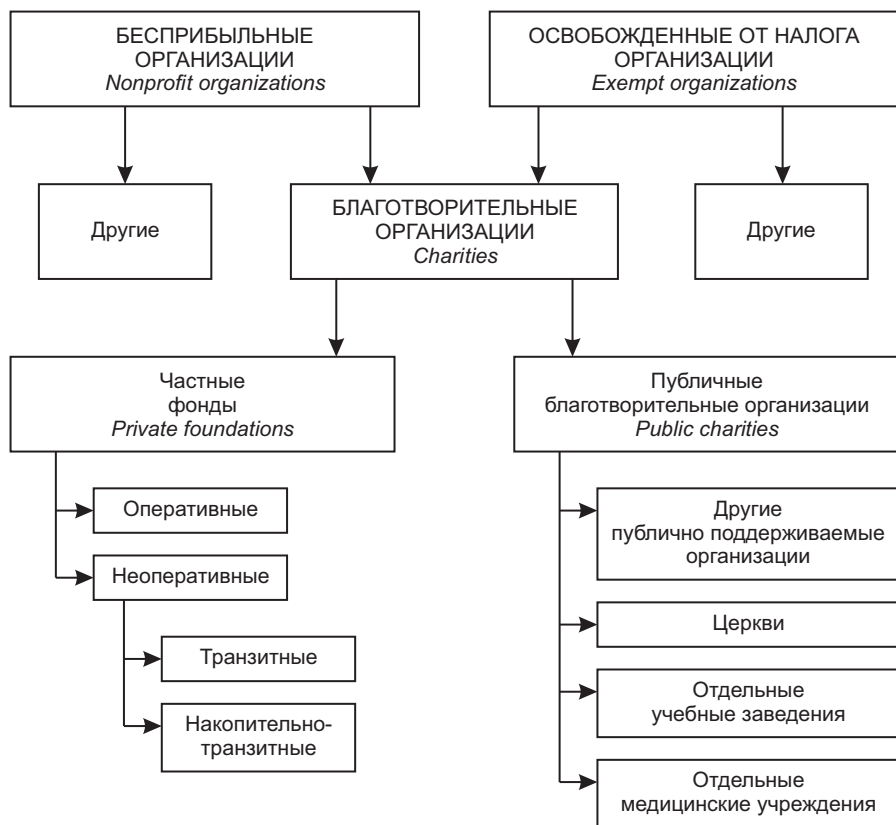 БЕСПРИБЫЛЬНЫЕ
ОРГАНИЗАЦИИ
Nonprofit organizations
ОСВОБОЖДЕННЫЕ ОТ НАЛОГА
ОРГАНИЗАЦИИ
Exempt organizations
Другие
БЛАГОТВОРИТЕЛЬНЫЕ
ОРГАНИЗАЦИИ
Charities
Другие
Частные
фонды
Private foundations
Публичные
благотворительные организации
Public charities
Оперативные
Неоперативные
Транзитные
Накопительно-
транзитные
Другие
публично поддерживаемые
организации
Церкви
Отдельные
учебные заведения
Отдельные
медицинские учреждения